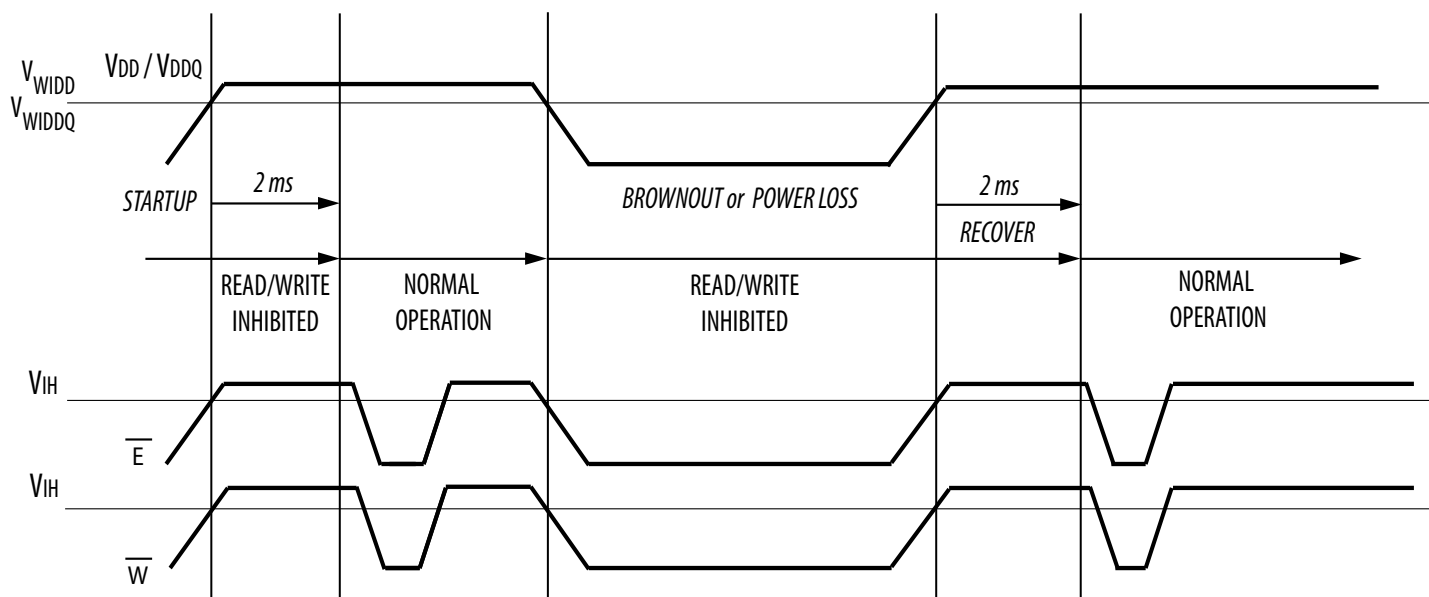 VWIDD
VDD / VDDQ
VWIDDQ
STARTUP
2 ms
BROWNOUT or POWER LOSS
2 ms
RECOVER
READ/WRITE
INHIBITED
NORMAL
OPERATION
READ/WRITE
INHIBITED
NORMAL
OPERATION
VIH
E
VIH
W